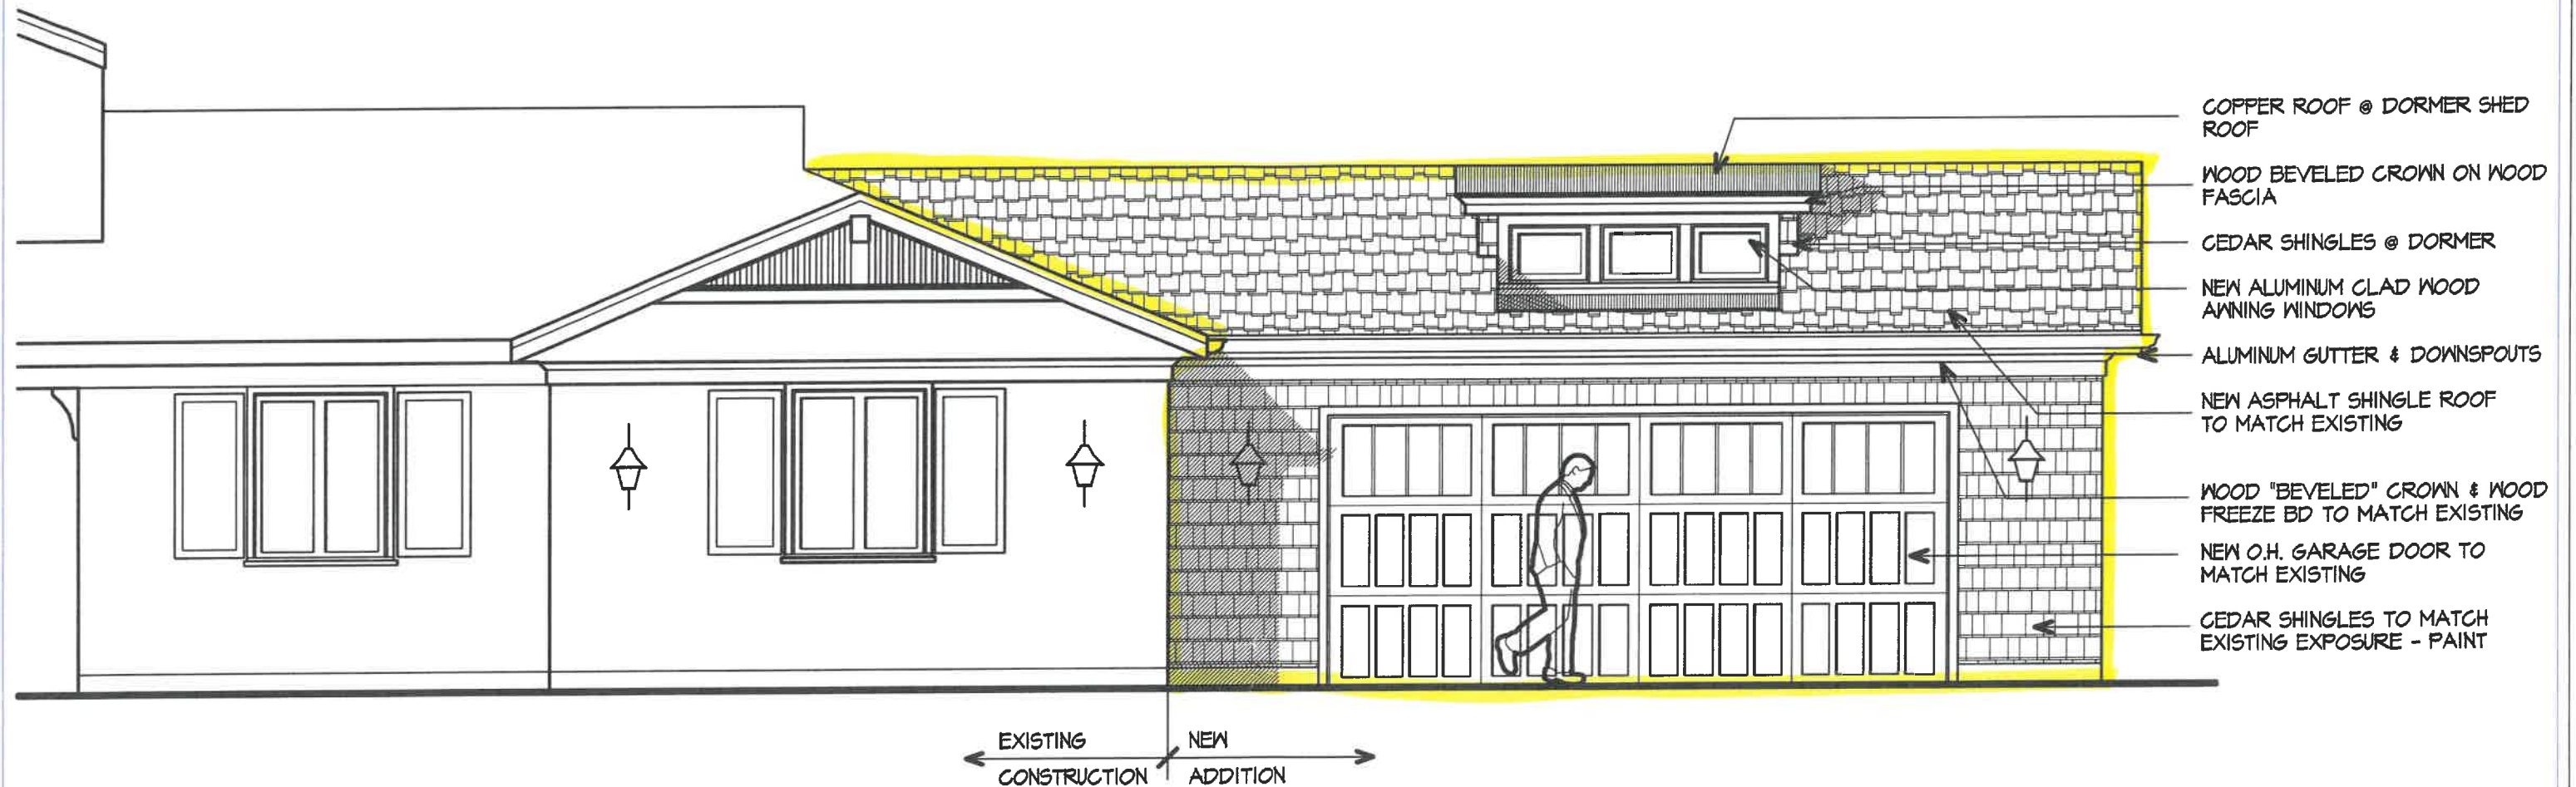 COPPER ROOF @ DORMER SHED
ROOF
WOOD BEVELED CROWN ON WOOD
FASCIA
CEDAR SHINGLES @ DORMER
NEW ALUMINUM CLAD WOOD
AWNING WINDOWS
ALUMINUM GUTTER & DOWNSPOUTS
NEW ASPHALT SHINGLE ROOF
TO MATCH EXISTING
WOOD "BEVELED" CROWN & WOOD
FREEZE BD TO MATCH EXISTING
NEW O.H. GARAGE DOOR TO
MATCH EXISTING
CEDAR SHINGLES TO MATCH
EXISTING EXPOSURE - PAINT
EXISTING
CONSTRUCTION
NEW
ADDITION